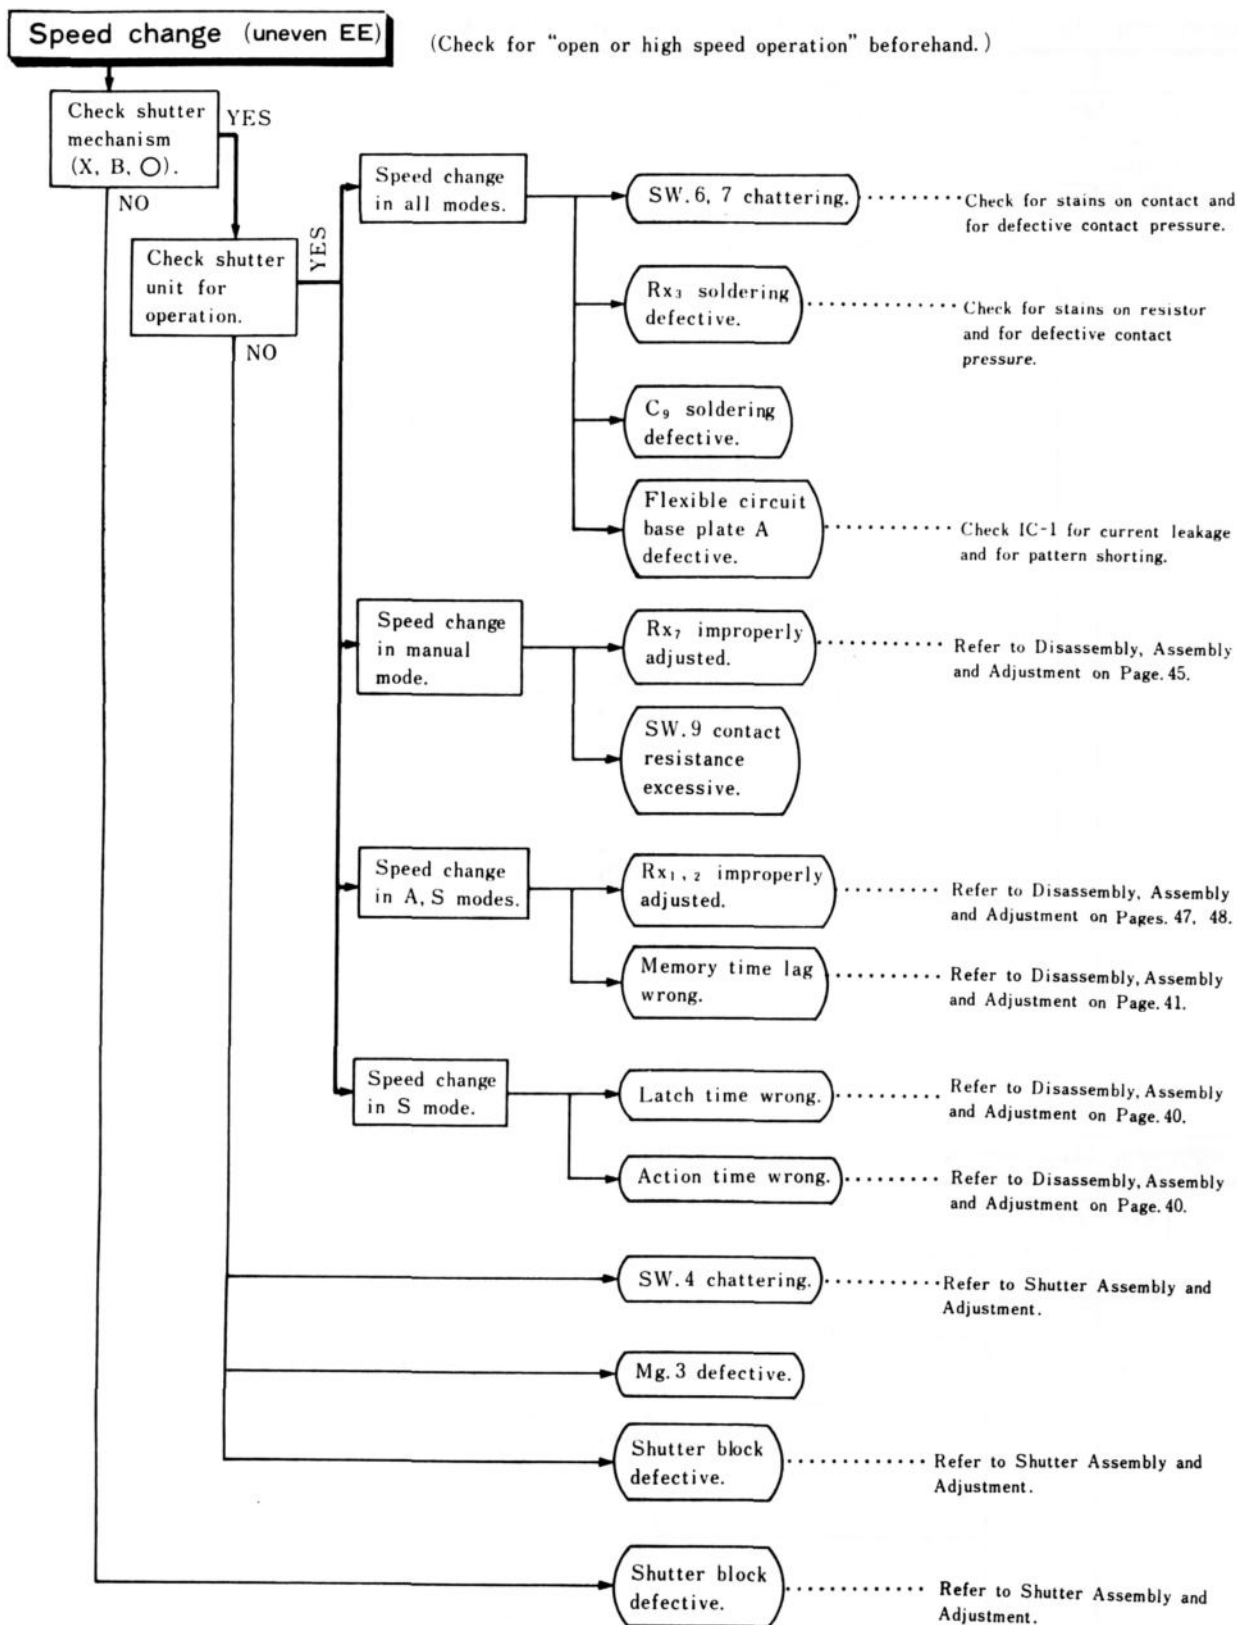 Speed change (uneven EE)
(Check for “open or high speed operation” beforehand.)
Check shutter
mechanism
(X, B, ○).
YES
NO
Check shutter
unit for
operation.
YES
NO
Speed change
in all modes.
SW.6, 7 chattering.
Check for stains on contact and
for defective contact pressure.
Rx₃ soldering
defective.
Check for stains on resistor
and for defective contact
pressure.
C₉ soldering
defective.
Flexible circuit
base plate A
defective.
Check IC-1 for current leakage
and for pattern shorting.
Speed change
in manual
mode.
Rx₇ improperly
adjusted.
Refer to Disassembly, Assembly
and Adjustment on Page. 45.
SW.9 contact
resistance
excessive.
Speed change
in A, S modes.
Rx₁, ₂ improperly
adjusted.
Refer to Disassembly, Assembly
and Adjustment on Pages. 47, 48.
Memory time lag
wrong.
Refer to Disassembly, Assembly
and Adjustment on Page. 41.
Speed change
in S mode.
Latch time wrong.
Refer to Disassembly, Assembly
and Adjustment on Page. 40.
Action time wrong.
Refer to Disassembly, Assembly
and Adjustment on Page. 40.
SW.4 chattering.
Refer to Shutter Assembly and
Adjustment.
Mg.3 defective.
Shutter block
defective.
Refer to Shutter Assembly and
Adjustment.
Shutter block
defective.
Refer to Shutter Assembly and
Adjustment.